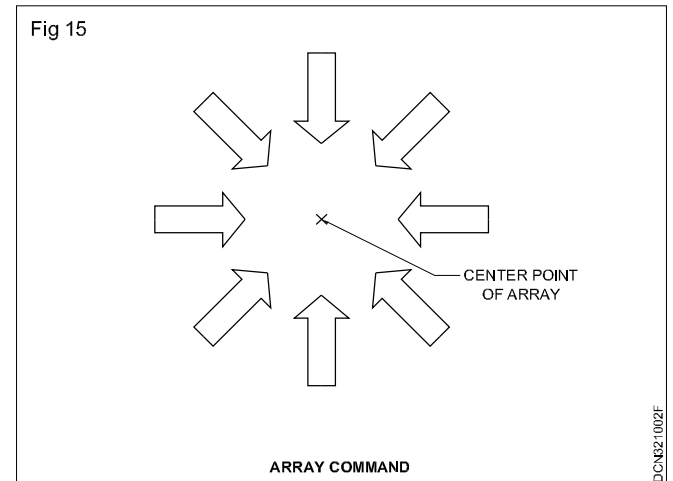 Fig 15
CENTER POINT
OF ARRAY
ARRAY COMMAND
DCN321002F